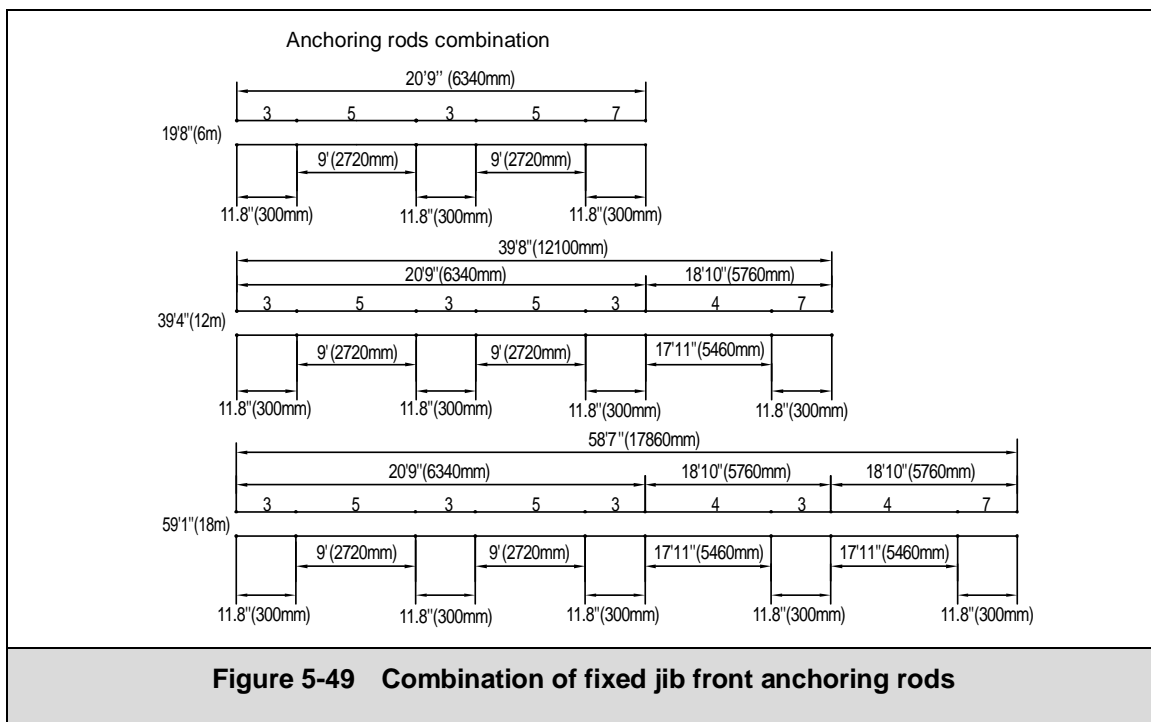 Anchoring rods combination
20'9'' (6340mm)
3 5 3 5 7
19'8"(6m)
9'(2720mm) 9'(2720mm)
11.8"(300mm) 11.8"(300mm) 11.8"(300mm)
39'8"(12100mm)
20'9"(6340mm) 18'10"(5760mm)
3 5 3 5 3 4 7
39'4"(12m)
9'(2720mm) 9'(2720mm) 17'11"(5460mm)
11.8"(300mm) 11.8"(300mm) 11.8"(300mm) 11.8"(300mm)
58'7"(17860mm)
20'9"(6340mm) 18'10"(5760mm) 18'10"(5760mm)
3 5 3 5 3 4 3 4 7
59'1"(18m)
9'(2720mm) 9'(2720mm) 17'11"(5460mm) 17'11"(5460mm)
11.8"(300mm) 11.8"(300mm) 11.8"(300mm) 11.8"(300mm) 11.8"(300mm)
Figure 5-49 Combination of fixed jib front anchoring rods